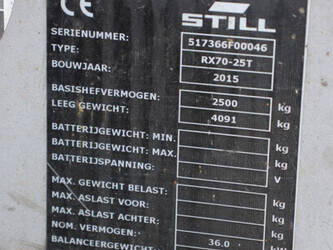 CE STILL
SERIENUMMER: 517366F00046
TYPE: RX70-25T
BOUWJAAR: 2015
BASISHEFVERMOGEN: 2500 kg
LEEG GEWICHT: 4091 kg
BATTERIJGEWICHT: MIN. kg
BATTERIJGEWICHT: MAX. kg
BATTERIJSPANNING: V
MAX. GEWICHT BELAST: kg
MAX. ASLAST VOOR: kg
MAX. ASLAST ACHTER: kg
NOM. VERMOGEN: 36.0 kW
BALANCEERGEWICHT: